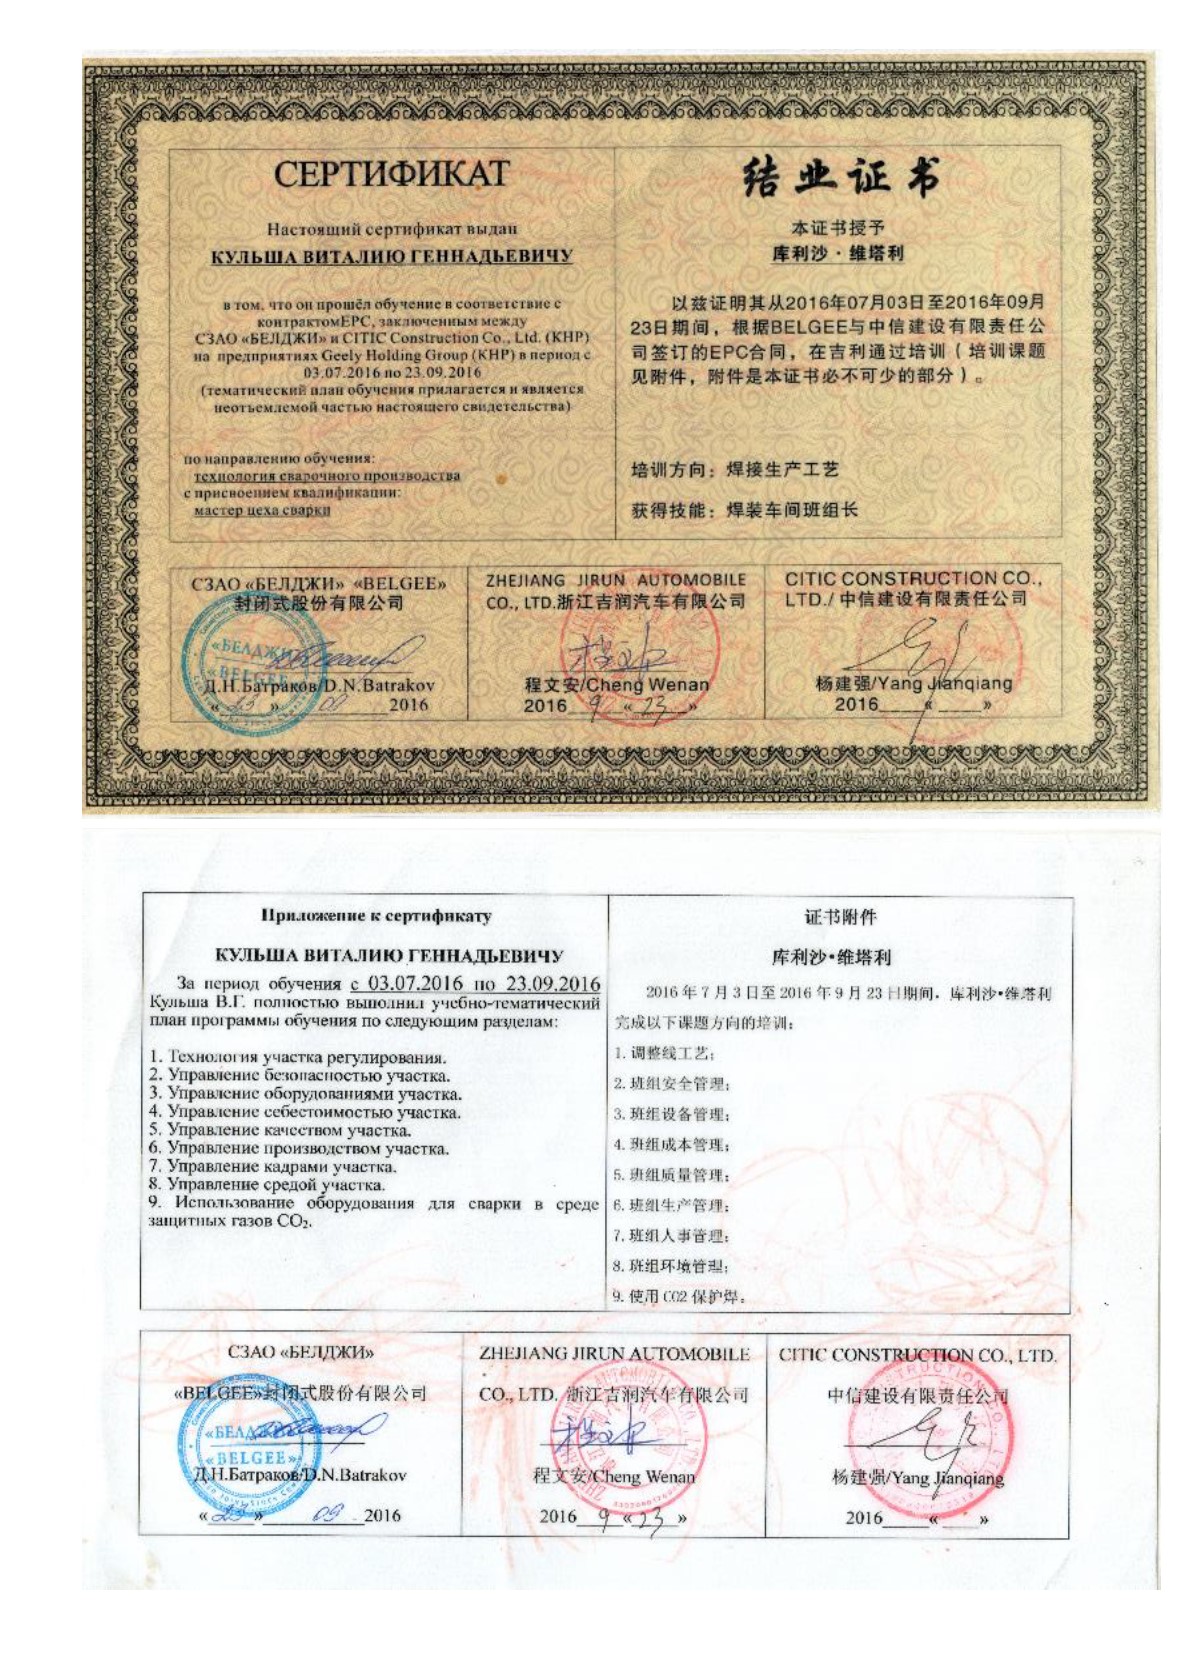 СЕРТИФИКАТ
Настоящий сертификат выдан
КУЛЬША ВИТАЛИЮ ГЕННАДЬЕВИЧУ
в том, что он прошёл обучение в соответствие с
контрактомEPC, заключенным между
СЗАО «БЕЛДЖИ» и CITIC Construction Co., Ltd. (КНР)
на предприятиях Geely Holding Group (КНР) в период с
03.07.2016 по 23.09.2016
(тематический план обучения прилагается и является
неотъемлемой частью настоящего свидетельства)
по направлению обучения:
технология сварочного производства
с присвоением квалификации:
мастер цеха сварки
结业证书
本证书授予
库利沙·维塔利
以兹证明其从2016年07月03日至2016年09月
23日期间，根据BELGEE与中信建设有限责任公
司签订的EPC合同，在吉利通过培训（培训课题
见附件，附件是本证书必不可少的部分）。
培训方向：焊接生产工艺
获得技能：焊装车间班组长
СЗАО «БЕЛДЖИ» «BELGEE»
封闭式股份有限公司
«БЕЛДЖИ»
«BELGEE»
Д.Н.Батраков/D.N.Batrakov
« 23 » 09 2016
ZHEJIANG JIRUN AUTOMOBILE
CO., LTD.浙江吉润汽车有限公司
程文安
程文安/Cheng Wenan
2016 9 « 23 »
CITIC CONSTRUCTION CO.,
LTD./ 中信建设有限责任公司
杨建强/Yang Jianqiang
2016____«____»
Приложение к сертификату
КУЛЬША ВИТАЛИЮ ГЕННАДЬЕВИЧУ
За период обучения с 03.07.2016 по 23.09.2016
Кульша В.Г. полностью выполнил учебно-тематический
план программы обучения по следующим разделам:
1. Технология участка регулирования.
2. Управление безопасностью участка.
3. Управление оборудованиями участка.
4. Управление себестоимостью участка.
5. Управление качеством участка.
6. Управление производством участка.
7. Управление кадрами участка.
8. Управление средой участка.
9. Использование оборудования для сварки в среде
защитных газов CO₂.
证书附件
库利沙•维塔利
2016 年 7 月 3 日至 2016 年 9 月 23 日期间，库利沙•维塔利
完成以下课题方向的培训：
1. 调整线工艺；
2. 班组安全管理；
3. 班组设备管理；
4. 班组成本管理；
5. 班组质量管理；
6. 班组生产管理；
7. 班组人事管理；
8. 班组环境管理；
9. 使用 CO2 保护焊。
СЗАО «БЕЛДЖИ»
«BELGEE»封闭式股份有限公司
«БЕЛДЖИ»
«BELGEE»
Д.Н.Батраков/D.N.Batrakov
« 23 » 09 2016
ZHEJIANG JIRUN AUTOMOBILE
CO., LTD. 浙江吉润汽车有限公司
程文安
程文安/Cheng Wenan
2016 9 « 23 »
CITIC CONSTRUCTION CO., LTD.
中信建设有限责任公司
杨建强/Yang Jianqiang
2016____«____»